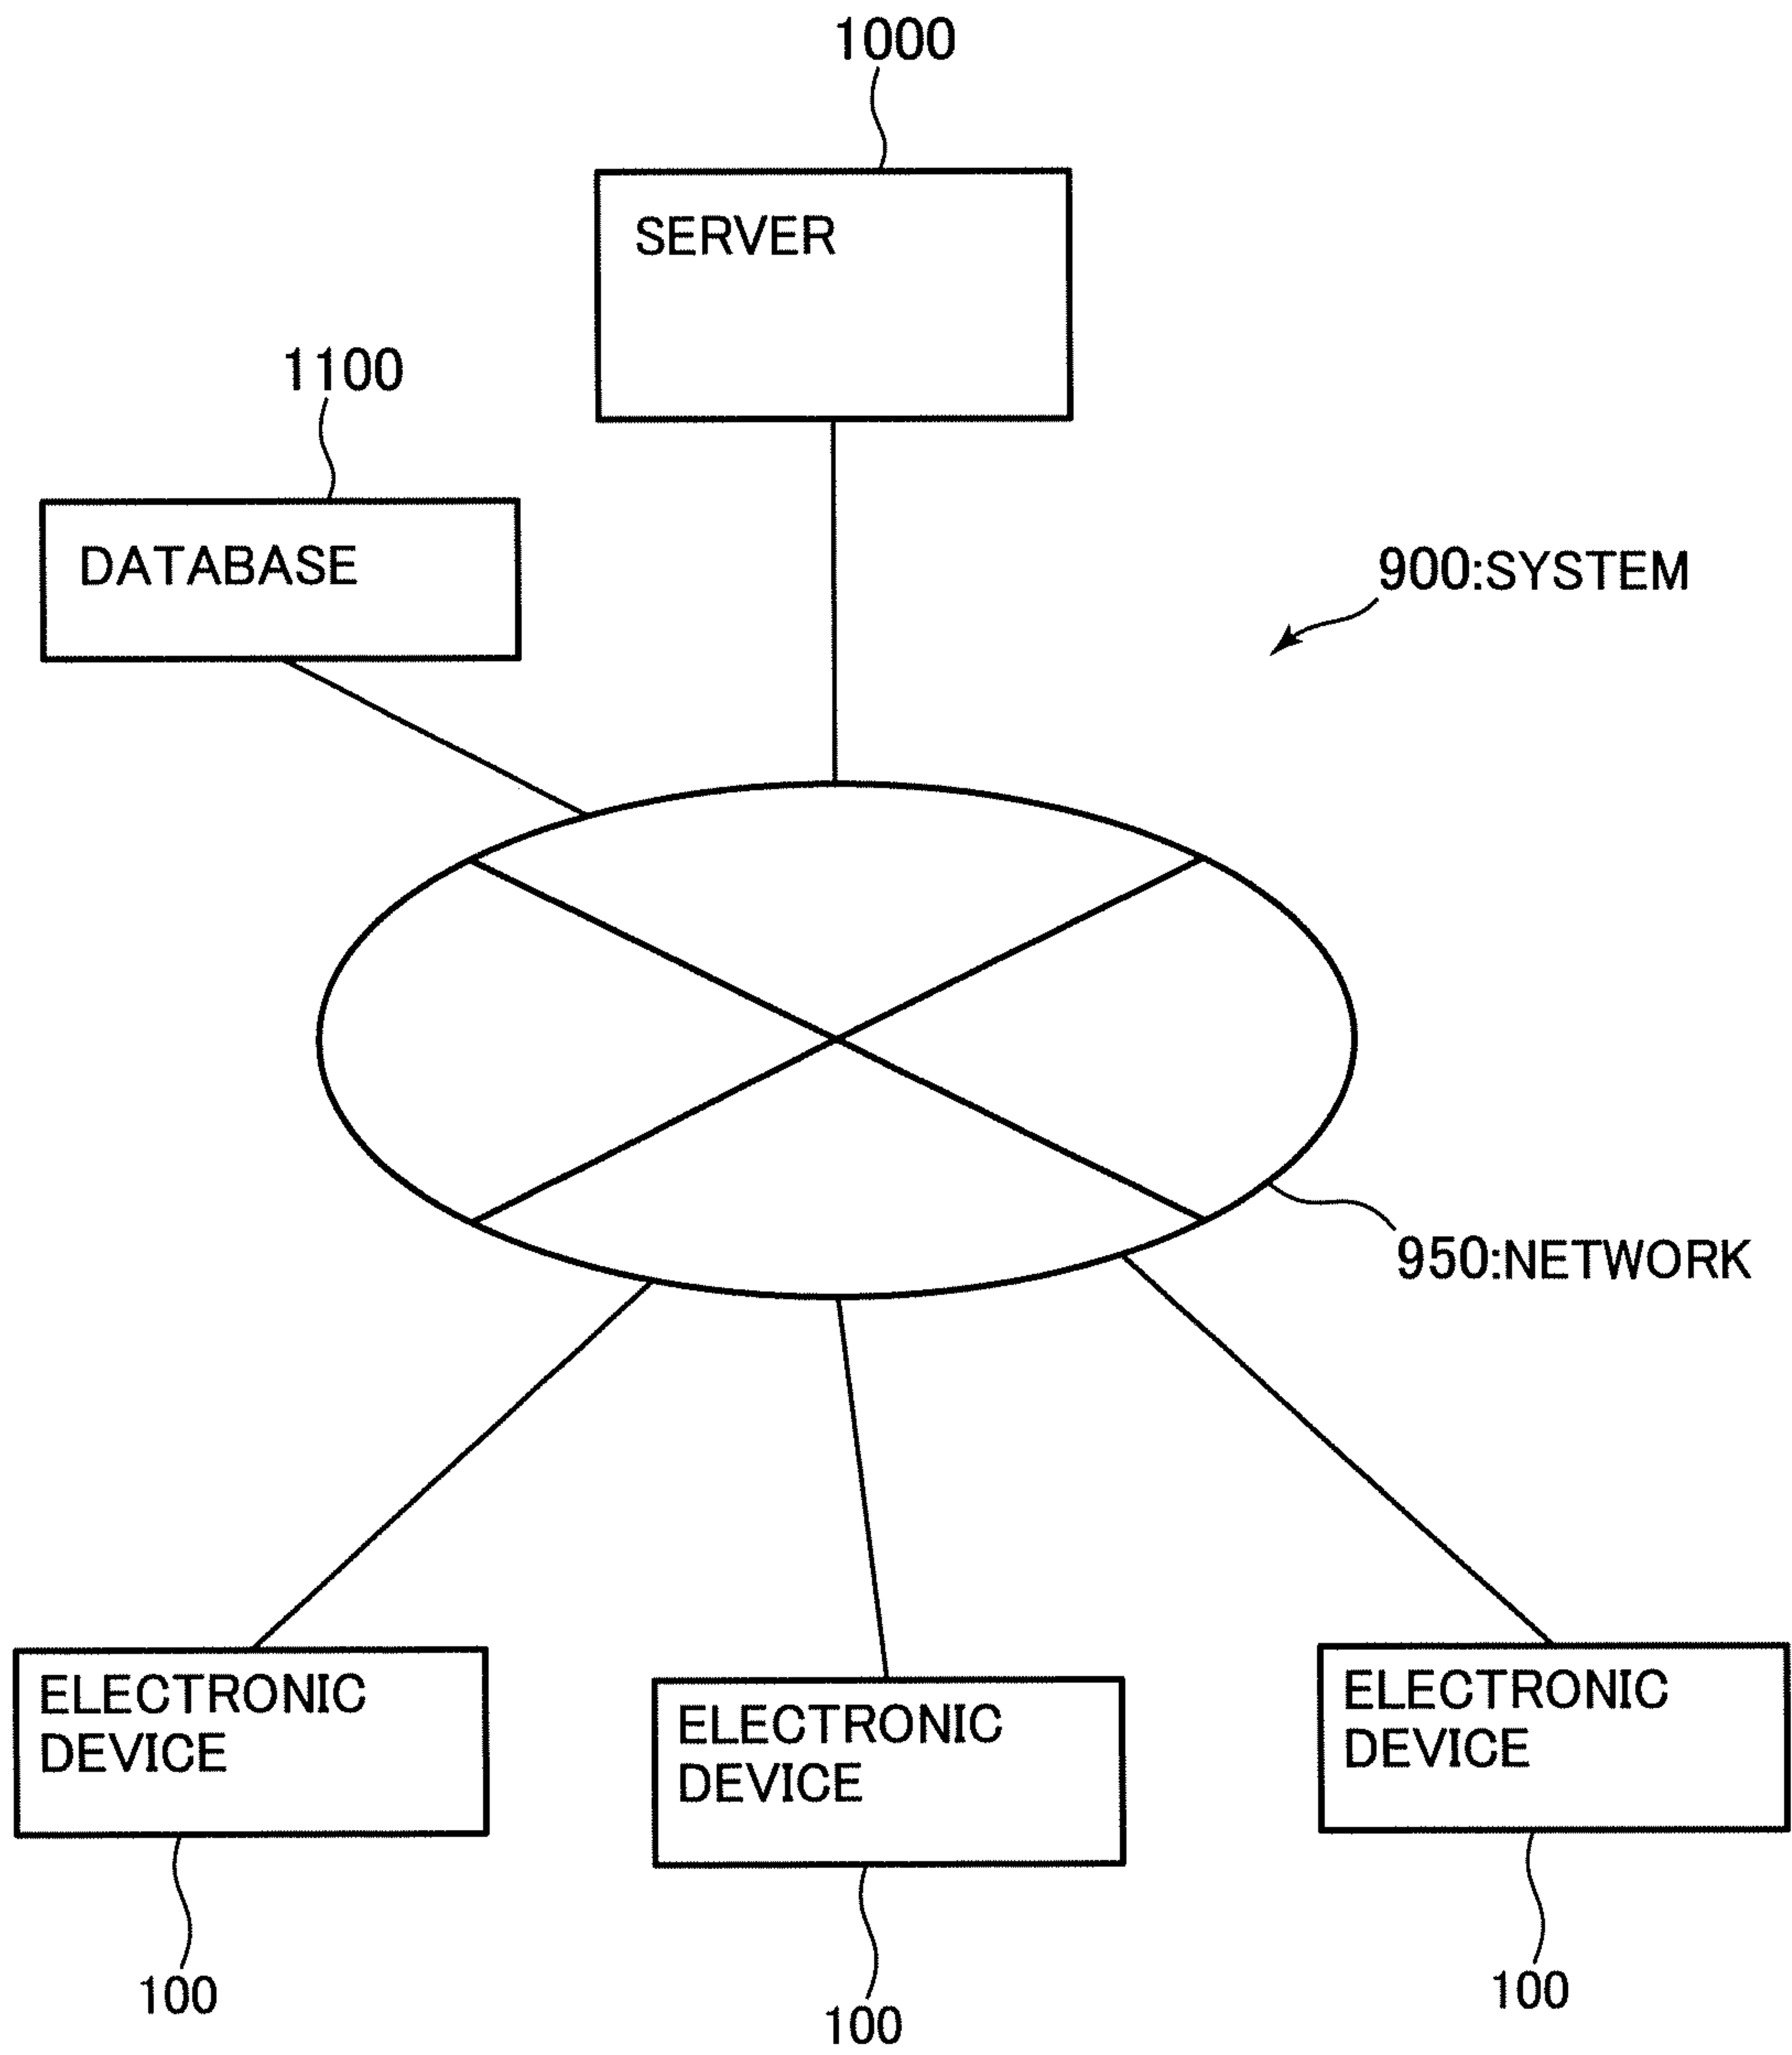 1000
SERVER
1100
DATABASE
900:SYSTEM
950:NETWORK
ELECTRONIC
DEVICE
ELECTRONIC
DEVICE
ELECTRONIC
DEVICE
100
100
100